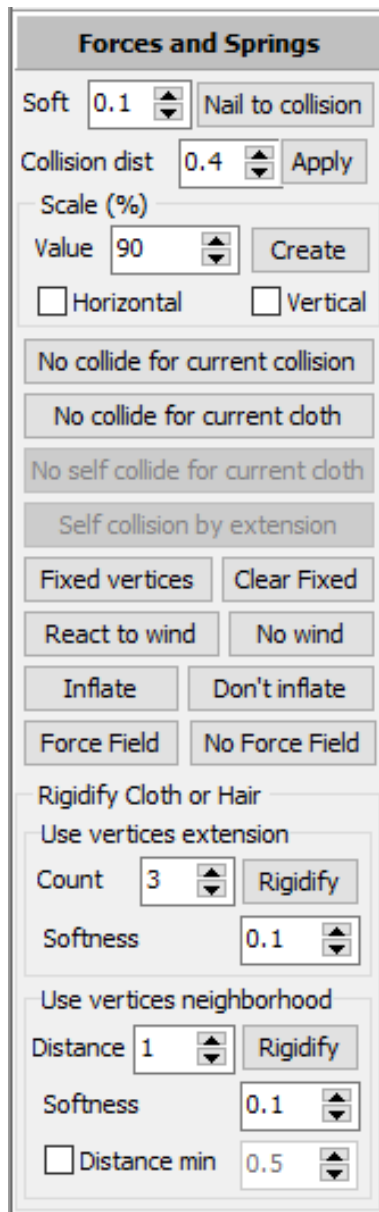 Forces and Springs
Soft 0.1 Nail to collision
Collision dist 0.4 Apply
Scale (%)
Value 90 Create
Horizontal Vertical
No collide for current collision
No collide for current cloth
No self collide for current cloth
Self collision by extension
Fixed vertices Clear Fixed
React to wind No wind
Inflate Don't inflate
Force Field No Force Field
Rigidify Cloth or Hair
Use vertices extension
Count 3 Rigidify
Softness 0.1
Use vertices neighborhood
Distance 1 Rigidify
Softness 0.1
Distance min 0.5